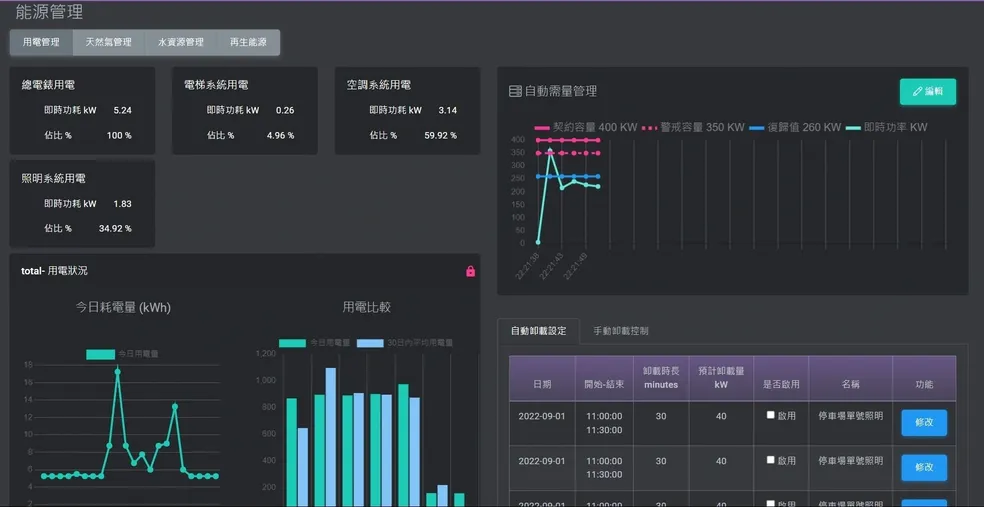 能源管理
用電管理 天然氣管理 水資源管理 再生能源
總電錶用電
即時功耗 kW 5.24
佔比 % 100 %
電梯系統用電
即時功耗 kW 0.26
佔比 % 4.96 %
空調系統用電
即時功耗 kW 3.14
佔比 % 59.92 %
照明系統用電
即時功耗 kW 1.83
佔比 % 34.92 %
total- 用電狀況
今日耗電量 (kWh)
今日用電量
18
16
14
12
10
8
6
4
2
用電比較
今日用電量 30日內平均用電量
1,200
1,000
800
600
400
200
自動需量管理
編輯
契約容量 400 KW 警戒容量 350 KW 復歸值 260 KW 即時功率 KW
400
350
300
250
200
150
100
50
0
22:21:38 22:21:43 22:21:49
自動卸載設定 手動卸載控制
日期 開始-結束 卸載時長 minutes 預計卸載量 kW 是否啟用 名稱 功能
2022-09-01 11:00:00 30 40 啟用 停車場單號照明 修改
11:30:00
2022-09-01 11:00:00 30 40 啟用 停車場單號照明 修改
11:30:00
2022-09-01 11:00:00 30 40 啟用 停車場單號照明